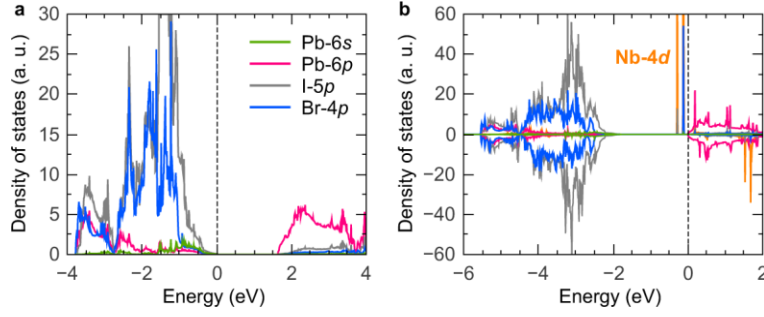 a
b
30
25
20
15
10
5
0
Density of states (a. u.)
Pb-6s
Pb-6p
I-5p
Br-4p
−4
−2
0
2
4
Energy (eV)
60
40
20
0
−20
−40
−60
Density of states (a. u.)
Nb-4d
−6
−4
−2
0
2
Energy (eV)